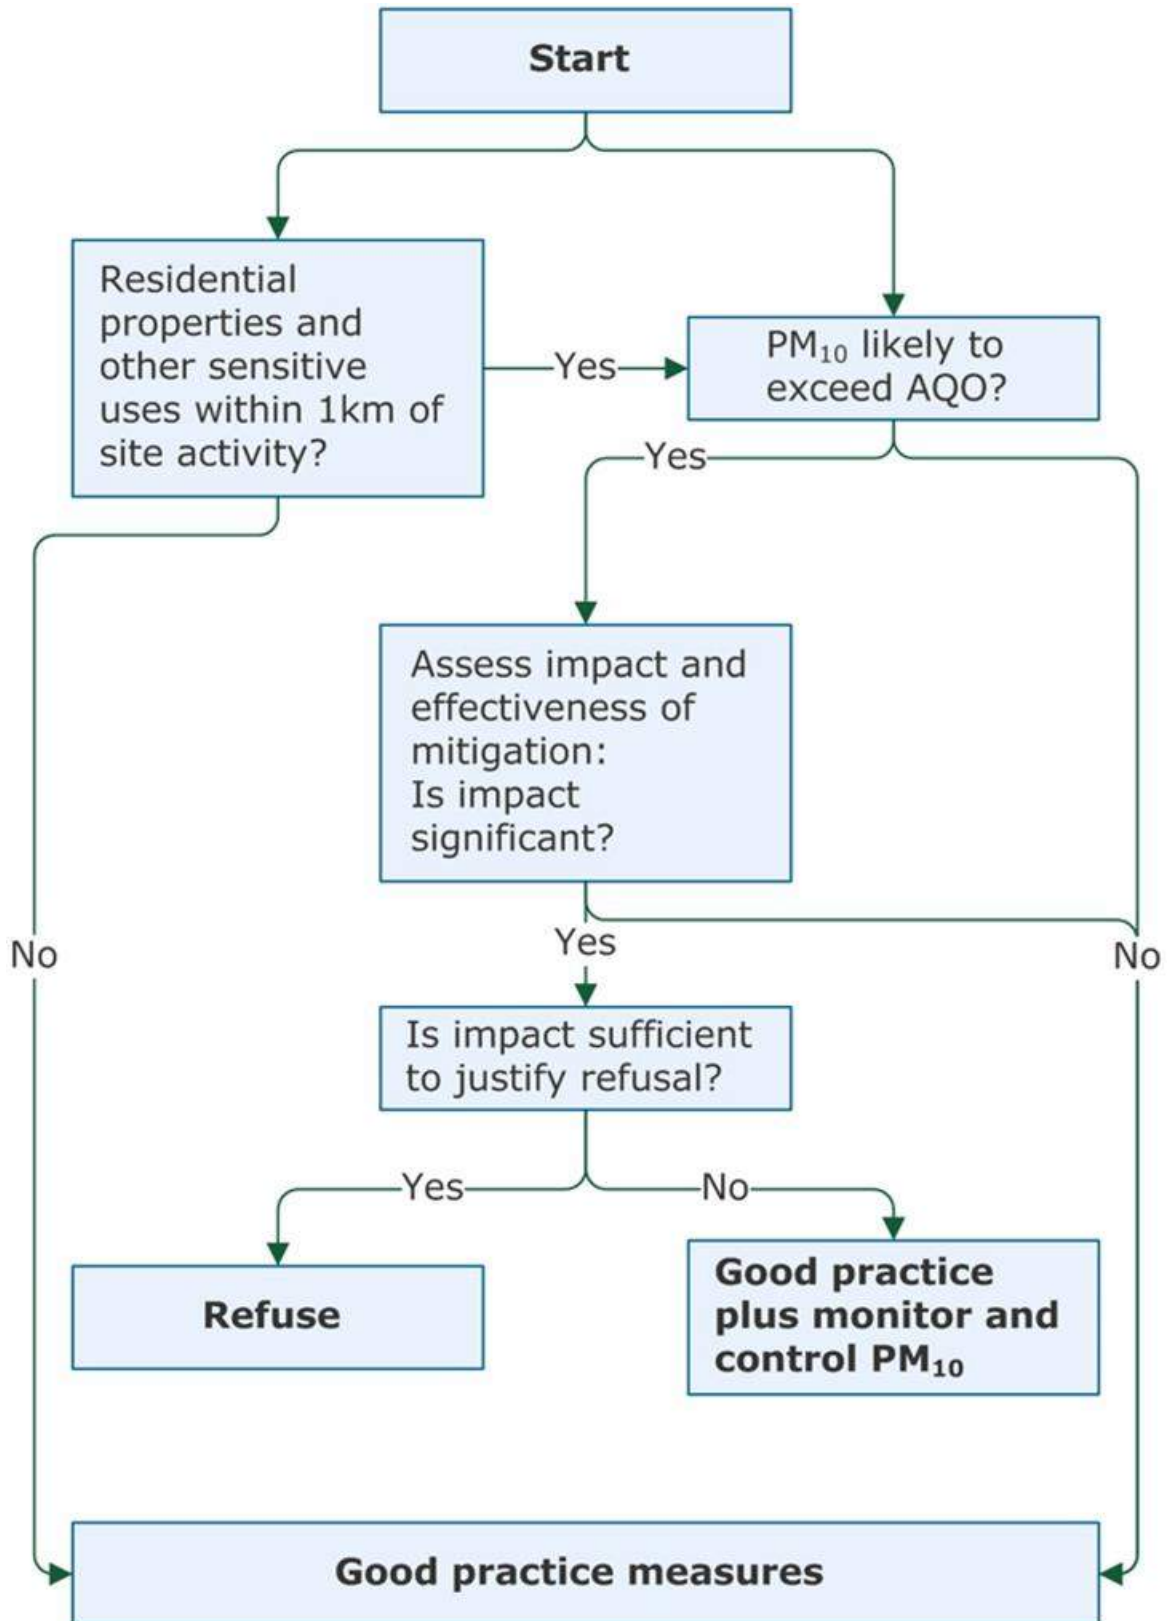 Start
Residential
properties and
other sensitive
uses within 1km of
site activity?
Yes
PM₁₀ likely to
exceed AQO?
Yes
Assess impact and
effectiveness of
mitigation:
Is impact
significant?
No
Yes
No
Is impact sufficient
to justify refusal?
Yes
No
Refuse
Good practice
plus monitor and
control PM₁₀
Good practice measures